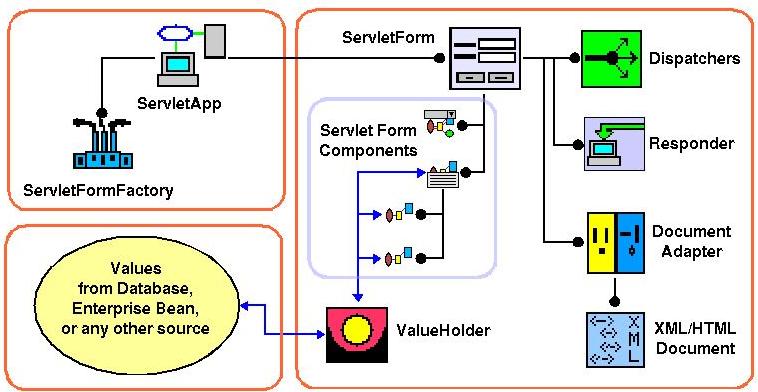 ServletForm
Dispatchers
ServletApp
Servlet Form
Components
Responder
ServletFormFactory
Document
Adapter
Values
from Database,
Enterprise Bean,
or any other source
ValueHolder
X
M
L
XML/HTML
Document